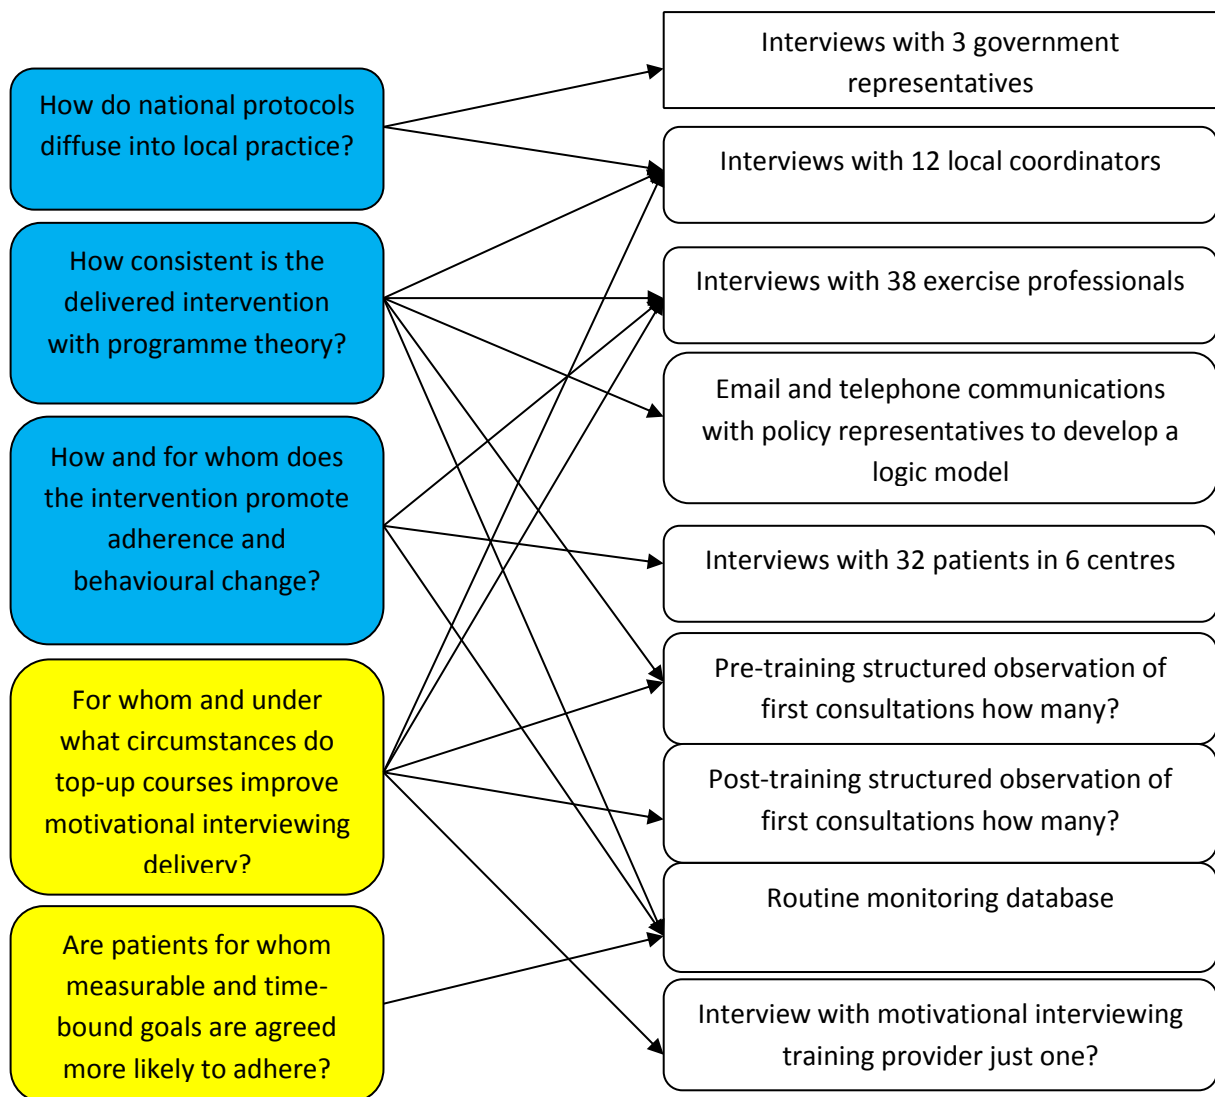 How do national protocols
diffuse into local practice?
How consistent is the
delivered intervention
with programme theory?
How and for whom does
the intervention promote
adherence and
behavioural change?
For whom and under
what circumstances do
top-up courses improve
motivational interviewing
delivery?
Are patients for whom
measurable and time-
bound goals are agreed
more likely to adhere?
Interviews with 3 government
representatives
Interviews with 12 local coordinators
Interviews with 38 exercise professionals
Email and telephone communications
with policy representatives to develop a
logic model
Interviews with 32 patients in 6 centres
Pre-training structured observation of
first consultations how many?
Post-training structured observation of
first consultations how many?
Routine monitoring database
Interview with motivational interviewing
training provider just one?